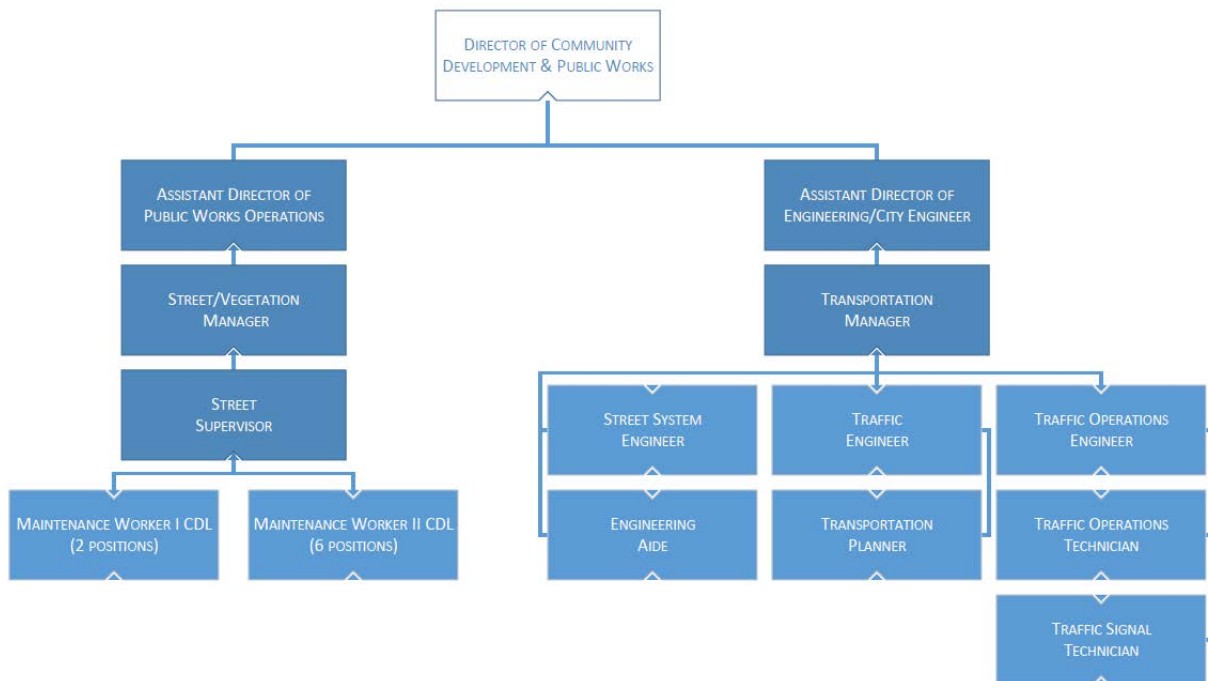 DIRECTOR OF COMMUNITY
DEVELOPMENT & PUBLIC WORKS
ASSISTANT DIRECTOR OF
PUBLIC WORKS OPERATIONS
ASSISTANT DIRECTOR OF
ENGINEERING/CITY ENGINEER
STREET/VEGETATION
MANAGER
TRANSPORTATION
MANAGER
STREET
SUPERVISOR
STREET SYSTEM
ENGINEER
TRAFFIC
ENGINEER
TRAFFIC OPERATIONS
ENGINEER
MAINTENANCE WORKER I CDL
(2 POSITIONS)
MAINTENANCE WORKER II CDL
(6 POSITIONS)
ENGINEERING
AIDE
TRANSPORTATION
PLANNER
TRAFFIC OPERATIONS
TECHNICIAN
TRAFFIC SIGNAL
TECHNICIAN